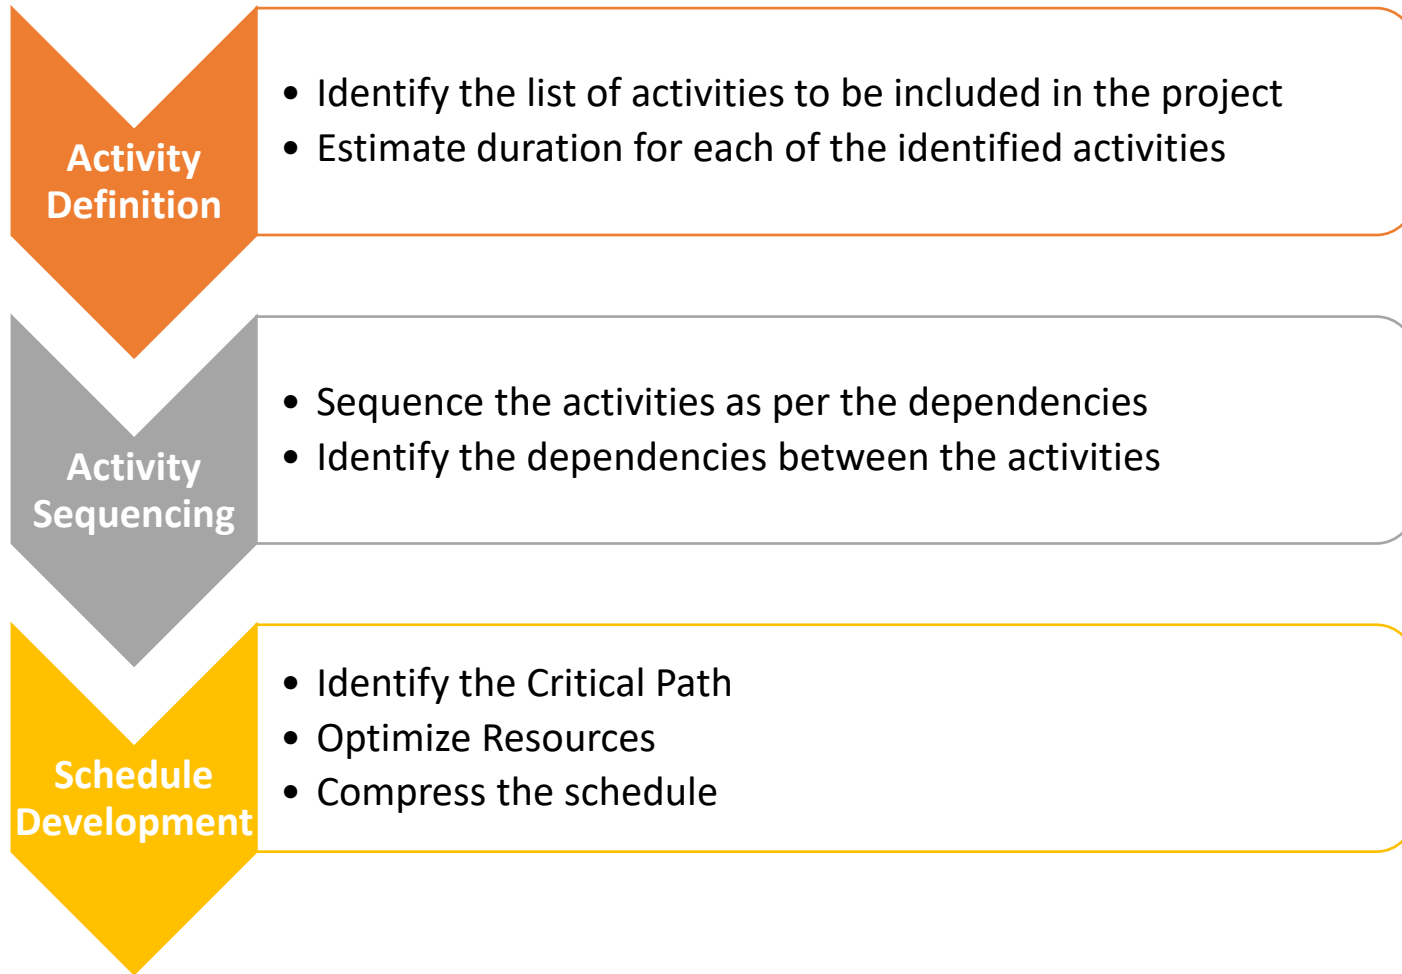 Activity
Definition
• Identify the list of activities to be included in the project
• Estimate duration for each of the identified activities
Activity
Sequencing
• Sequence the activities as per the dependencies
• Identify the dependencies between the activities
Schedule
Development
• Identify the Critical Path
• Optimize Resources
• Compress the schedule